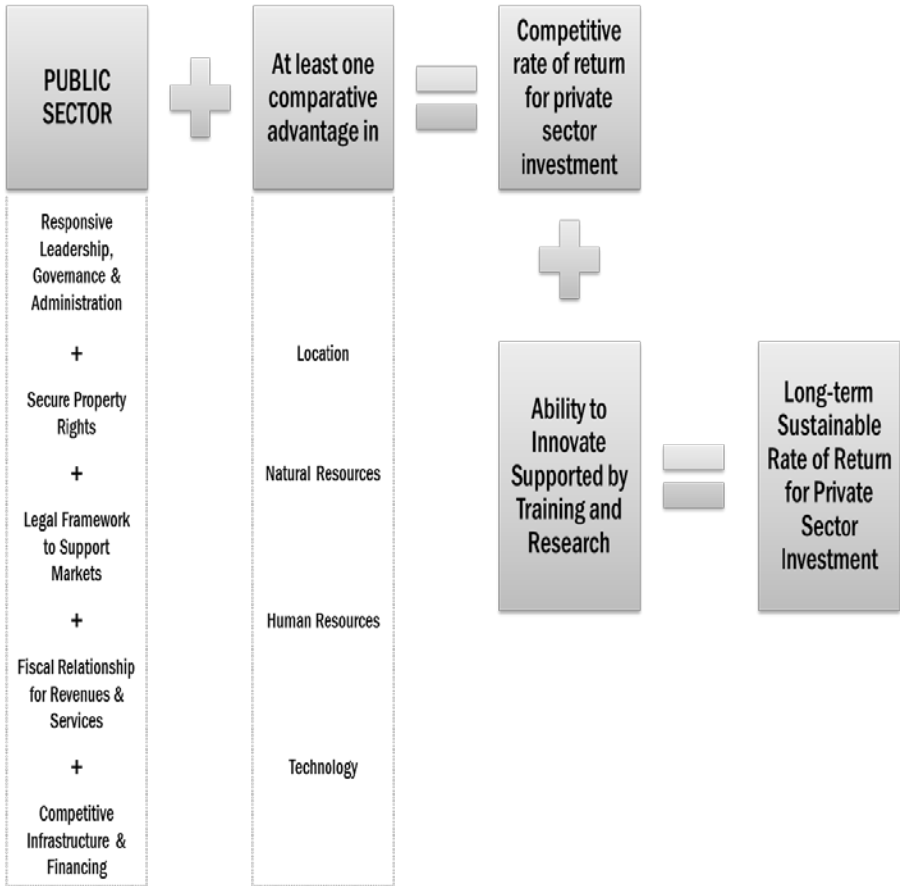 PUBLIC
SECTOR
+
At least one
comparative
advantage in
=
Competitive
rate of return
for private
sector
investment
Responsive
Leadership,
Governance &
Administration
+
Secure Property
Rights
+
Legal Framework
to Support
Markets
+
Fiscal Relationship
for Revenues &
Services
+
Competitive
Infrastructure &
Financing
Location
Natural Resources
Human Resources
Technology
+
Ability to
Innovate
Supported by
Training and
Research
=
Long-term
Sustainable
Rate of Return
for Private
Sector
Investment